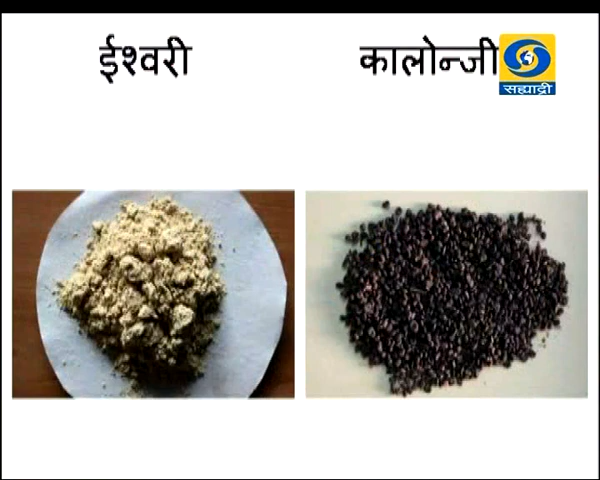 ईश्वरी
कालोन्जी
सह्याद्री